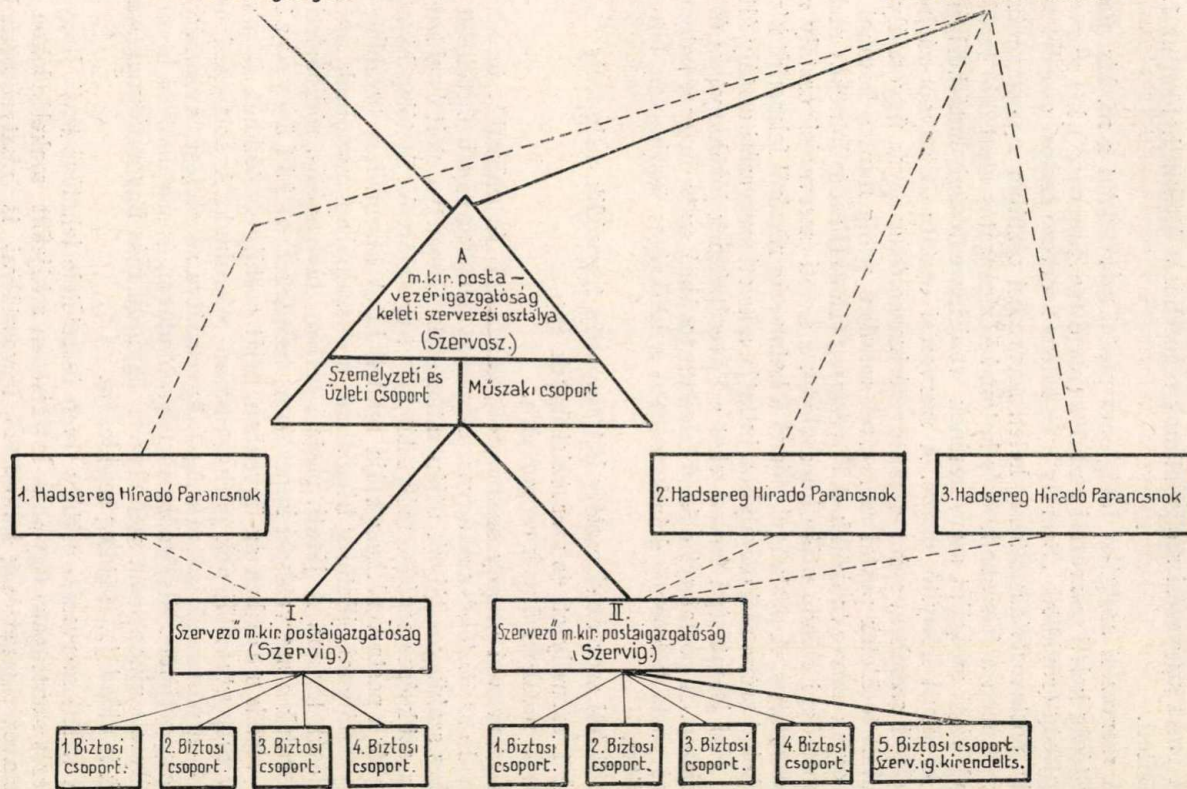 A
m.kir. posta —
vezérigazgatóság
keleti szervezési osztálya
(Szervosz.)
Személyzeti és
üzleti csoport
Műszaki csoport
1. Hadsereg Híradó Parancsnok
2. Hadsereg Híradó Parancsnok
3. Hadsereg Híradó Parancsnok
I.
Szervező m.kir. postaigazgatóság
(Szervig.)
II.
Szervező m.kir. postaigazgatóság
(Szervig.)
1. Biztosi
csoport.
2. Biztosi
csoport.
3. Biztosi
csoport.
4. Biztosi
csoport.
1. Biztosi
csoport.
2. Biztosi
csoport.
3. Biztosi
csoport.
4. Biztosi
csoport.
5. Biztosi csoport.
Szerv.ig. kirendelts.